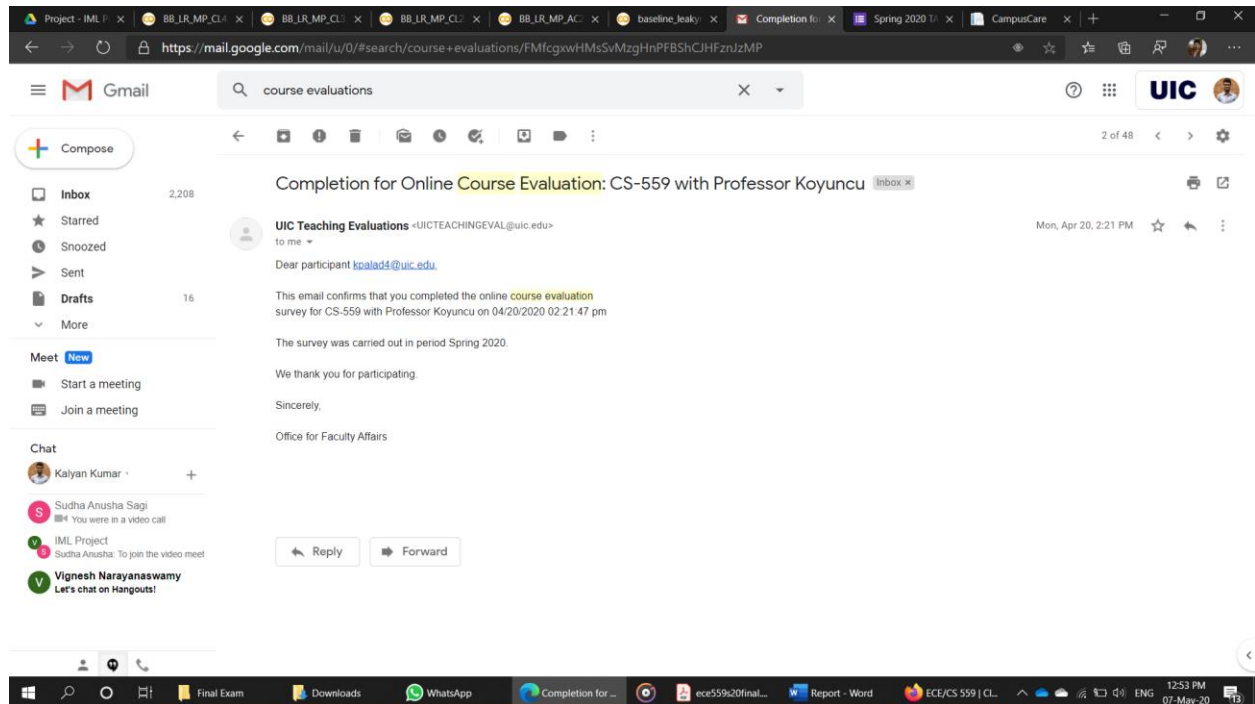 Project - IML P
BB_LR_MP_CL4
BB_LR_MP_CL3
BB_LR_MP_CL2
BB_LR_MP_AC
baseline_leaky
Completion fo
Spring 2020 TA
CampusCare
https://mail.google.com/mail/u/0/#search/course+evaluations/FMfcgxwHMsSvMzgHnPFBShCJHFznJzMP
Gmail
course evaluations
UIC
Compose
2 of 48
Inbox 2,208
Starred
Snoozed
Sent
Drafts 16
More
Meet New
Start a meeting
Join a meeting
Chat
Kalyan Kumar
Sudha Anusha Sagi
You were in a video call
IML Project
Sudha Anusha: To join the video meet
Vignesh Narayanaswamy
Let's chat on Hangouts!
Completion for Online Course Evaluation: CS-559 with Professor Koyuncu Inbox ×
UIC Teaching Evaluations <UICTEACHINGEVAL@uic.edu> Mon, Apr 20, 2:21 PM
to me
Dear participant kpalad4@uic.edu,
This email confirms that you completed the online course evaluation
survey for CS-559 with Professor Koyuncu on 04/20/2020 02:21:47 pm
The survey was carried out in period Spring 2020.
We thank you for participating.
Sincerely,
Office for Faculty Affairs
Reply Forward
Final Exam
Downloads
WhatsApp
Completion for ...
ece559s20final...
Report - Word
ECE/CS 559 | Cl...
ENG
12:53 PM
07-May-20
13